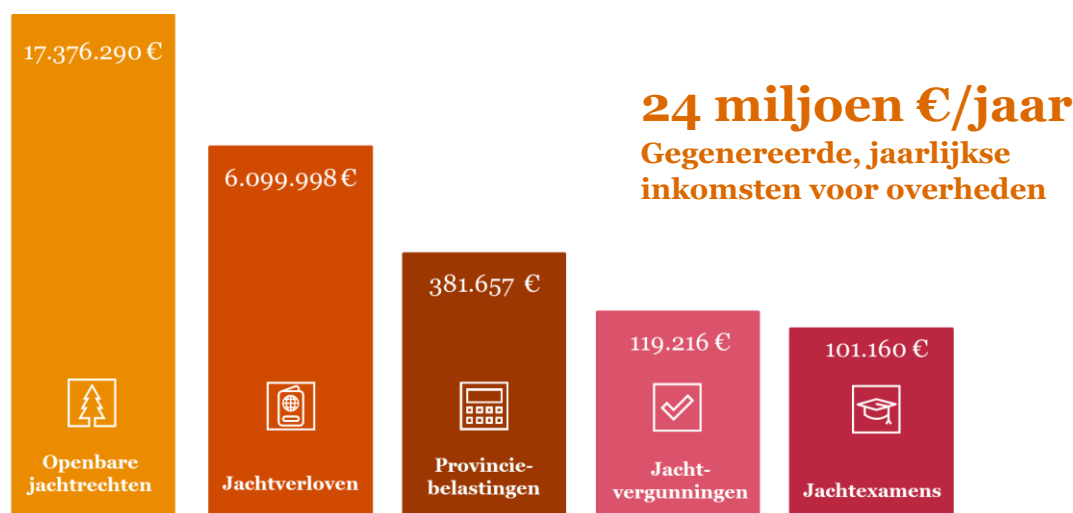 17.376.290 €
24 miljoen €/jaar
Gegenereerde, jaarlijkse
inkomsten voor overheden
6.099.998 €
381.657 €
119.216 €
101.160 €
Openbare
jachtrechten
Jachtverloven
Provincie-
belastingen
Jacht-
vergunningen
Jachtexamens